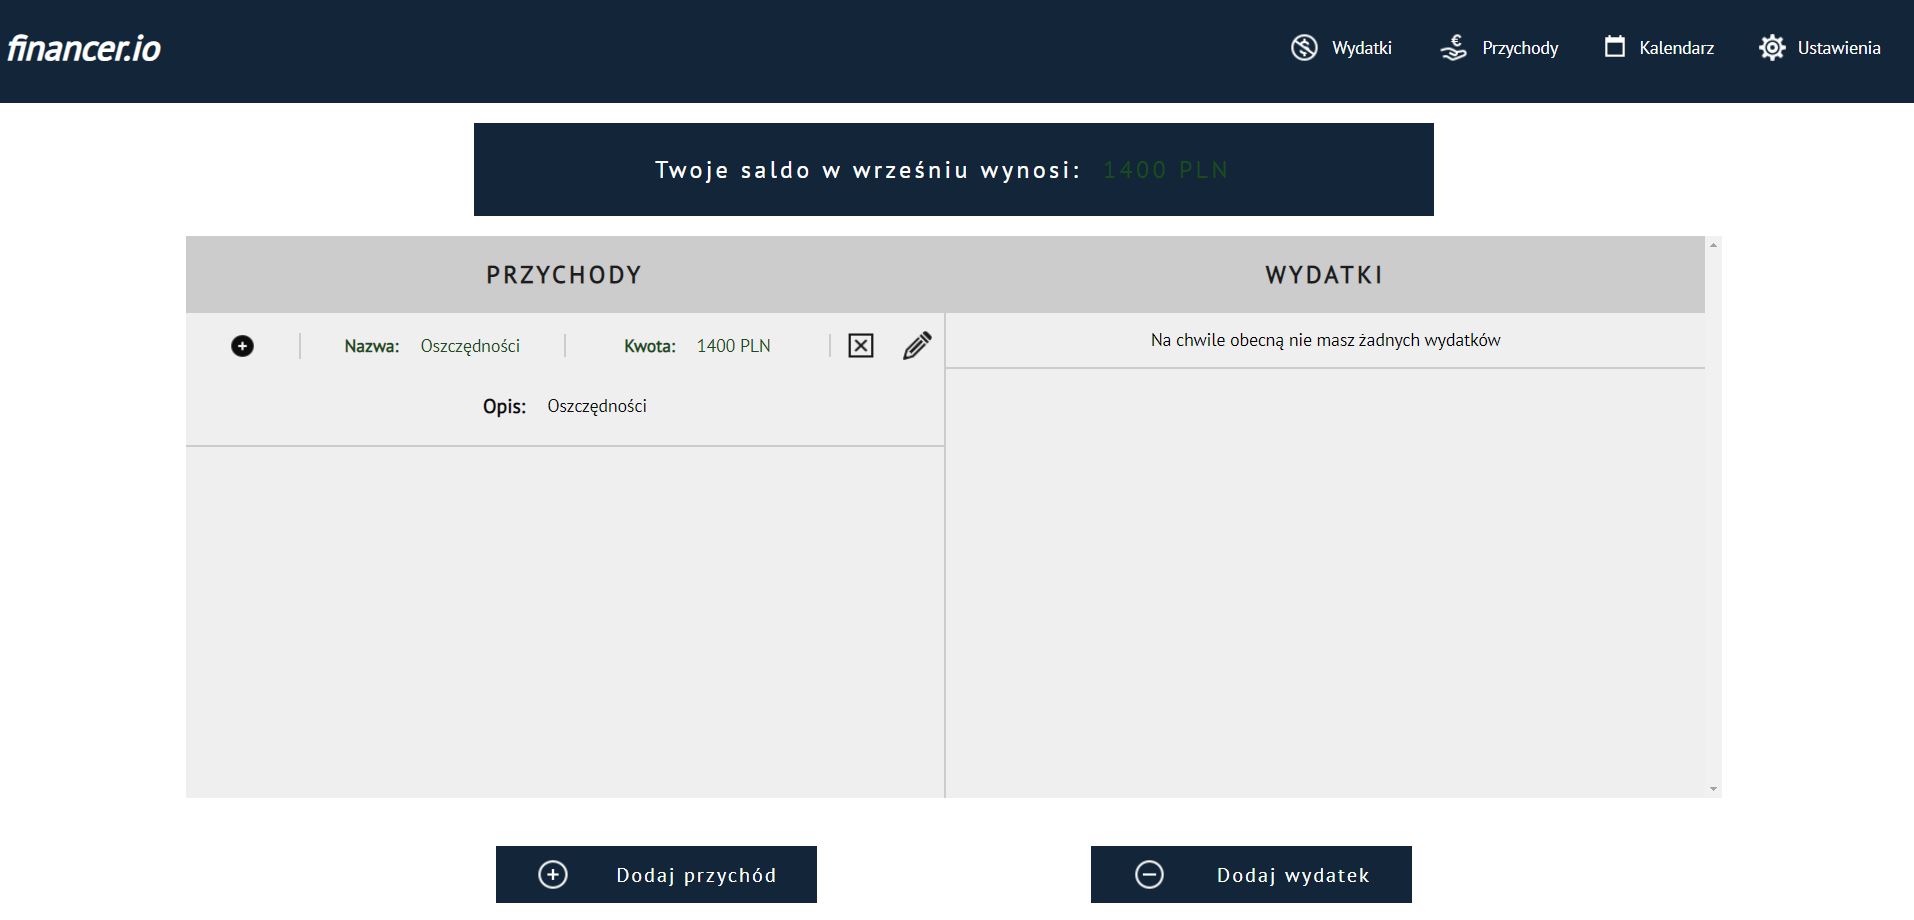 financer.io
Wydatki
Przychody
Kalendarz
Ustawienia
Twoje saldo w wrześniu wynosi: 1400 PLN
PRZYCHODY
WYDATKI
Nazwa: Oszczędności
Kwota: 1400 PLN
Opis: Oszczędności
Na chwile obecną nie masz żadnych wydatków
Dodaj przychód
Dodaj wydatek